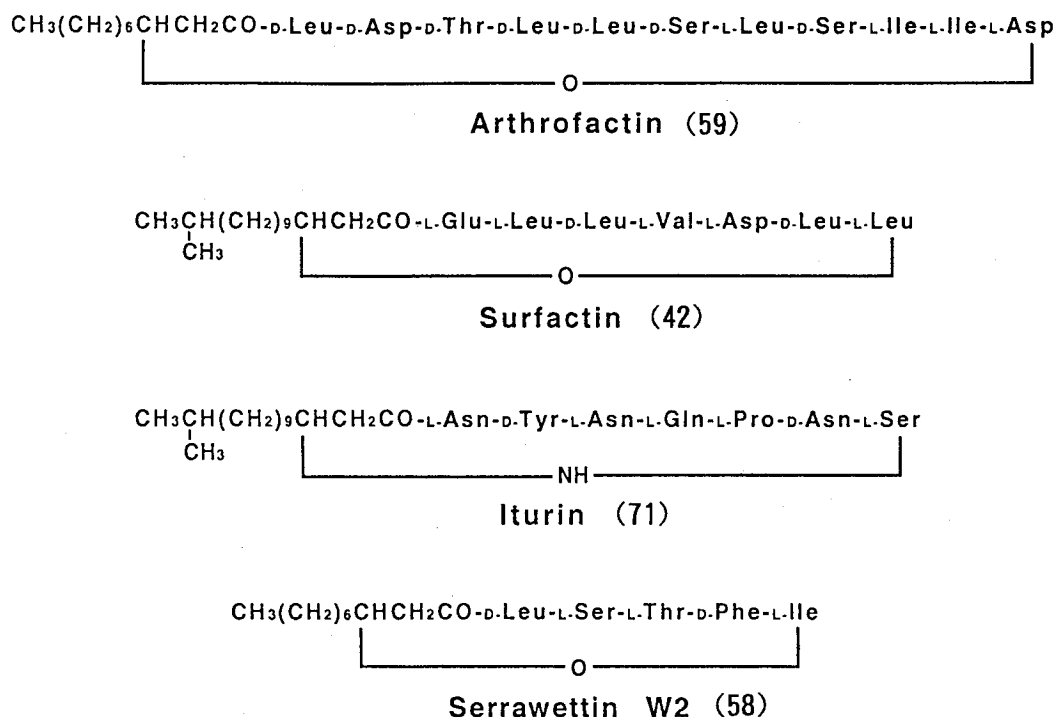 CH3(CH2)6CHCH2CO-D-Leu-D-Asp-D-Thr-D-Leu-D-Leu-D-Ser-L-Leu-D-Ser-L-Ile-L-Ile-L-Asp
O
Arthrofactin (59)
CH3CH(CH2)9CHCH2CO-L-Glu-L-Leu-D-Leu-L-Val-L-Asp-D-Leu-L-Leu
CH3
O
Surfactin (42)
CH3CH(CH2)9CHCH2CO-L-Asn-D-Tyr-L-Asn-L-Gln-L-Pro-D-Asn-L-Ser
CH3
NH
Iturin (71)
CH3(CH2)6CHCH2CO-D-Leu-L-Ser-L-Thr-D-Phe-L-Ile
O
Serrawettin W2 (58)